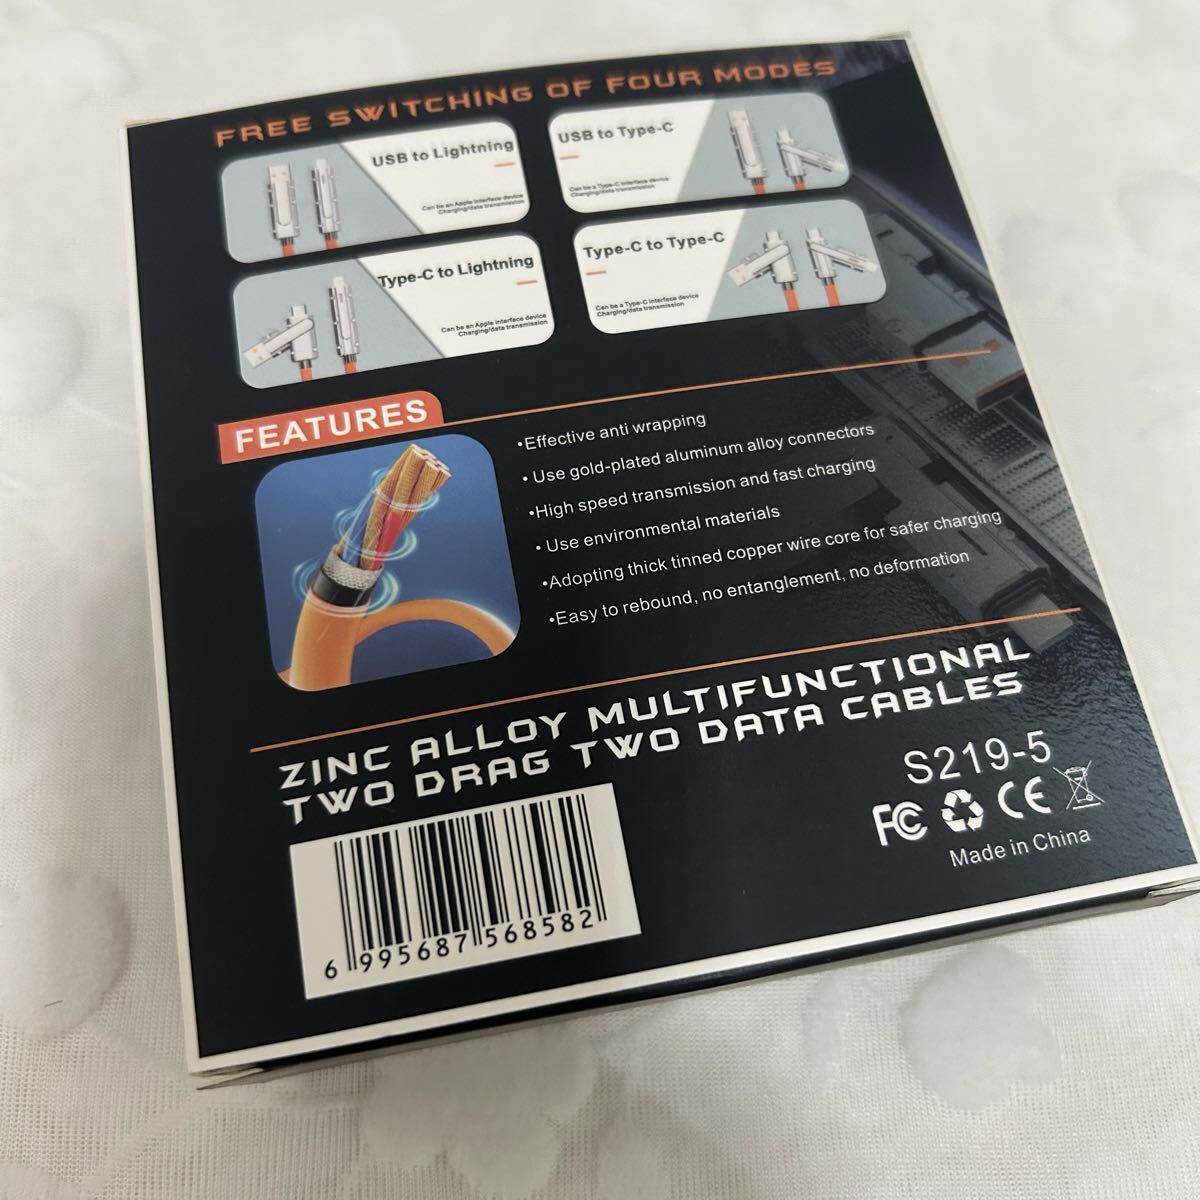 FREE SWITCHING OF FOUR MODES
USB to Lightning
Can be an Apple interface device
Charging/data transmission
USB to Type-C
Can be a Type-C interface device
Charging/data transmission
Type-C to Lightning
Can be an Apple interface device
Charging/data transmission
Type-C to Type-C
Can be a Type-C interface device
Charging/data transmission
FEATURES
•Effective anti wrapping
• Use gold-plated aluminum alloy connectors
•High speed transmission and fast charging
• Use environmental materials
•Adopting thick tinned copper wire core for safer charging
•Easy to rebound, no entanglement, no deformation
ZINC ALLOY MULTIFUNCTIONAL
TWO DRAG TWO DATA CABLES
S219-5
FC CE
Made in China
6 995687 568582